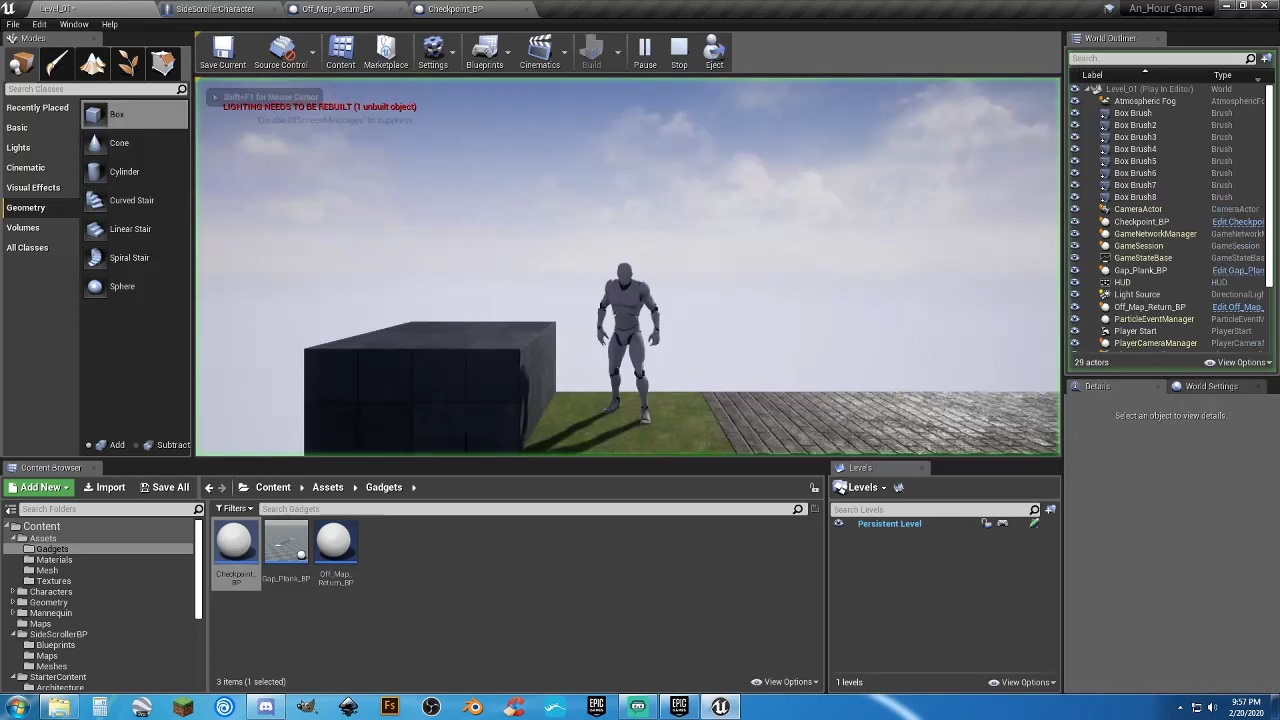 Level_01*
SideScrollerCharacter
Off_Map_Return_BP
Checkpoint_BP
An_Hour_Game
File Edit Window Help
Modes
Search Classes
Recently Placed
Basic
Lights
Cinematic
Visual Effects
Geometry
Volumes
All Classes
Box
Cone
Cylinder
Curved Stair
Linear Stair
Spiral Stair
Sphere
Add Subtract
Save Current Source Control Content Marketplace Settings Blueprints Cinematics Build Pause Stop Eject
Shift+F1 for Mouse Cursor
LIGHTING NEEDS TO BE REBUILT (1 unbuilt object)
"DisableAllScreenMessages" to suppress
World Outliner
Search...
Label Type
Level_01 (Play In Editor) World
Atmospheric Fog AtmosphericF
Box Brush Brush
Box Brush2 Brush
Box Brush3 Brush
Box Brush4 Brush
Box Brush5 Brush
Box Brush6 Brush
Box Brush7 Brush
Box Brush8 Brush
CameraActor CameraActor
Checkpoint_BP Edit Checkpoi
GameNetworkManager GameNetworkM
GameSession GameSession
GameStateBase GameStateBas
Gap_Plank_BP Edit Gap_Plan
HUD HUD
Light Source DirectionalLigh
Off_Map_Return_BP Edit Off_Map_
ParticleEventManager ParticleEventM
Player Start PlayerStart
PlayerCameraManager PlayerCameraM
29 actors View Options
Details World Settings
Select an object to view details.
Content Browser
Add New Import Save All
Content Assets Gadgets
Search Folders
Filters Search Gadgets
Content
Assets
Gadgets
Materials
Mesh
Textures
Characters
Geometry
Mannequin
Maps
SideScrollerBP
Blueprints
Maps
Meshes
StarterContent
Architecture
Checkpoint_
BP
Gap_Plank_BP
Off_Map_
Return_BP
3 items (1 selected) View Options
Levels
Levels
Search Levels
Persistent Level
1 levels View Options
9:57 PM
2/20/2020